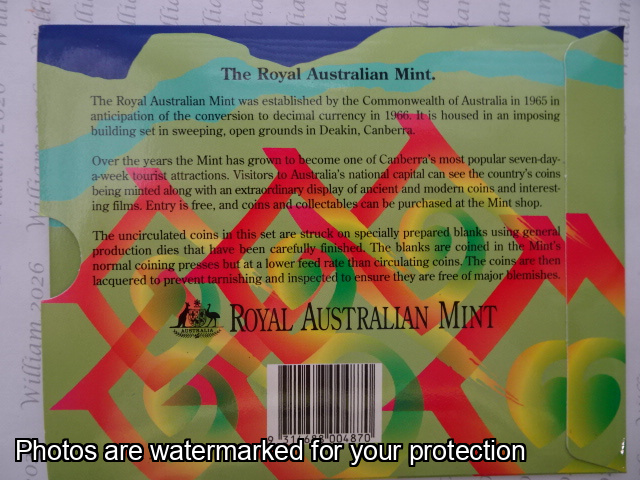 The Royal Australian Mint.
The Royal Australian Mint was established by the Commonwealth of Australia in 1965 in
anticipation of the conversion to decimal currency in 1966. It is housed in an imposing
building set in sweeping, open grounds in Deakin, Canberra.
Over the years the Mint has grown to become one of Canberra's most popular seven-day-
a-week tourist attractions. Visitors to Australia's national capital can see the country's coins
being minted along with an extraordinary display of ancient and modern coins and interest-
ing films. Entry is free, and coins and collectables can be purchased at the Mint shop.
The uncirculated coins in this set are struck on specially prepared blanks using general
production dies that have been carefully finished. The blanks are coined in the Mint's
normal coining presses but at a lower feed rate than circulating coins. The coins are then
lacquered to prevent tarnishing and inspected to ensure they are free of major blemishes.
AUSTRALIA
ROYAL AUSTRALIAN MINT
004870
Photos are watermarked for your protection
William 2026